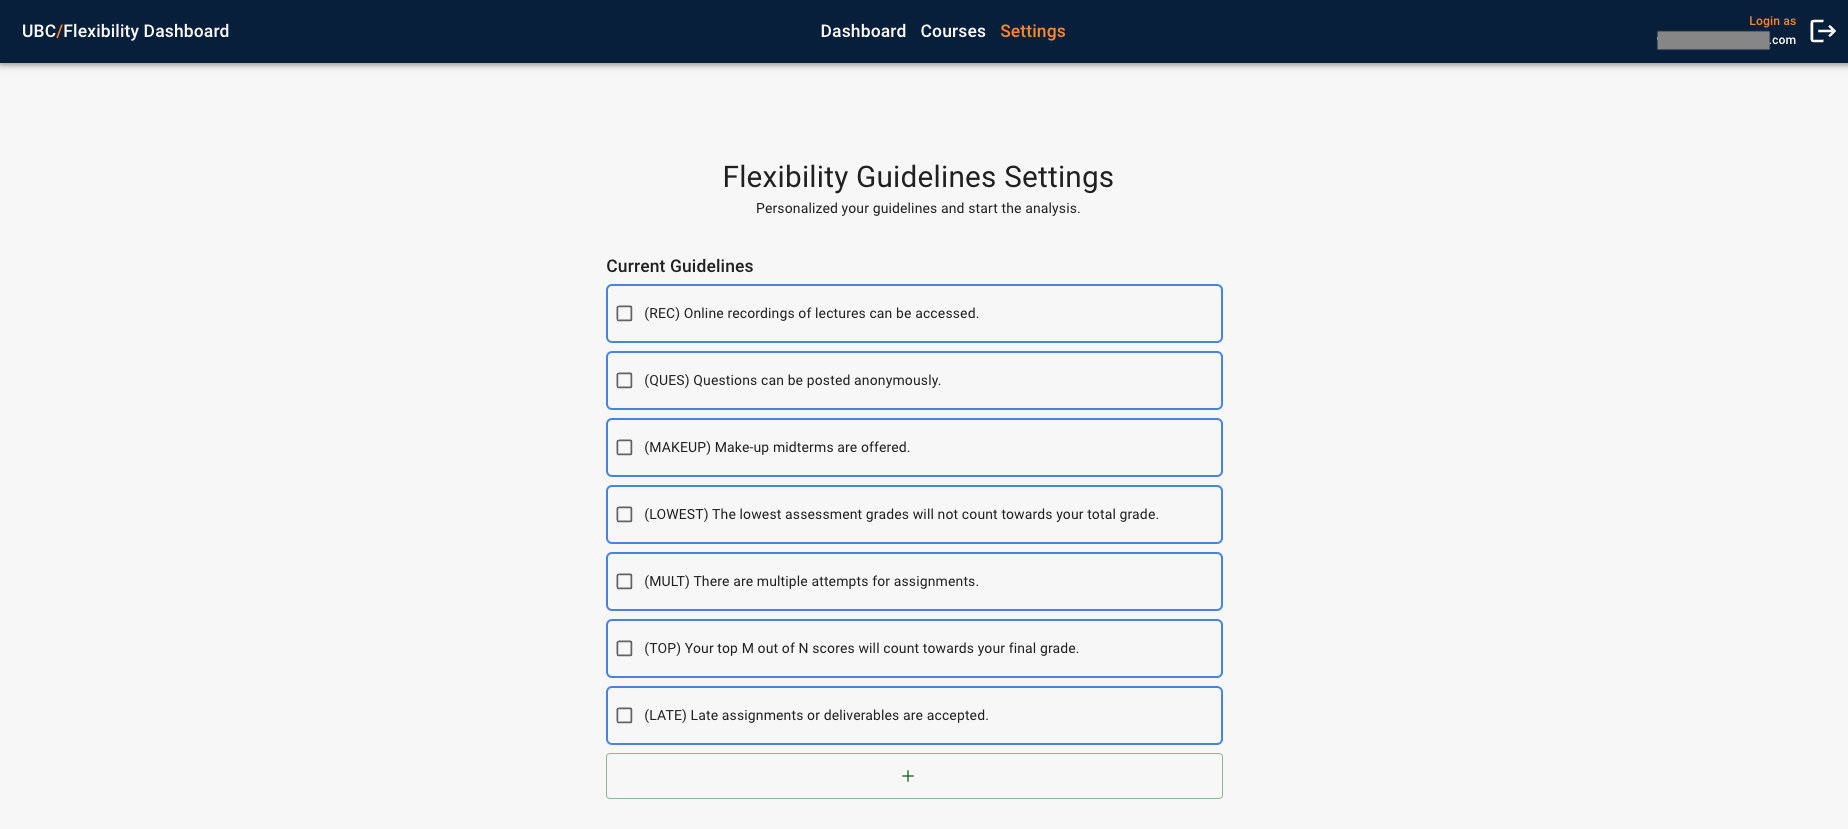 UBC/Flexibility Dashboard
Dashboard Courses Settings
Login as
.com
Flexibility Guidelines Settings
Personalized your guidelines and start the analysis.
Current Guidelines
(REC) Online recordings of lectures can be accessed.
(QUES) Questions can be posted anonymously.
(MAKEUP) Make-up midterms are offered.
(LOWEST) The lowest assessment grades will not count towards your total grade.
(MULT) There are multiple attempts for assignments.
(TOP) Your top M out of N scores will count towards your final grade.
(LATE) Late assignments or deliverables are accepted.
+